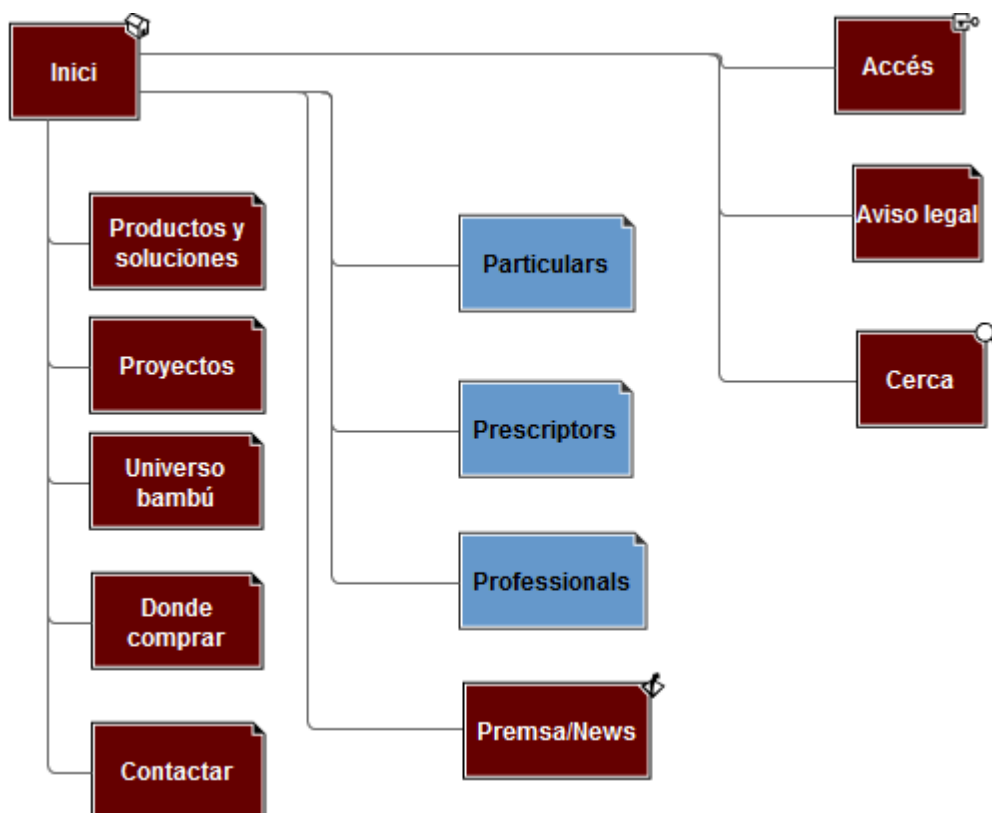 Inici
Productos y
soluciones
Proyectos
Universo
bambú
Donde
comprar
Contactar
Particulars
Prescriptors
Professionals
Premsa/News
Accés
Aviso legal
Cerca